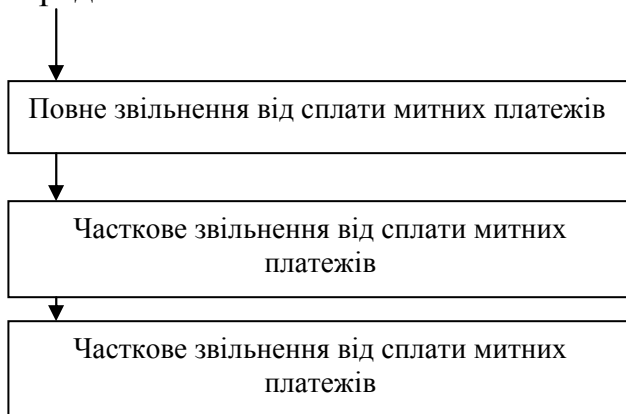 Повне звільнення від сплати митних платежів
Часткове звільнення від сплати митних
платежів
Часткове звільнення від сплати митних
платежів